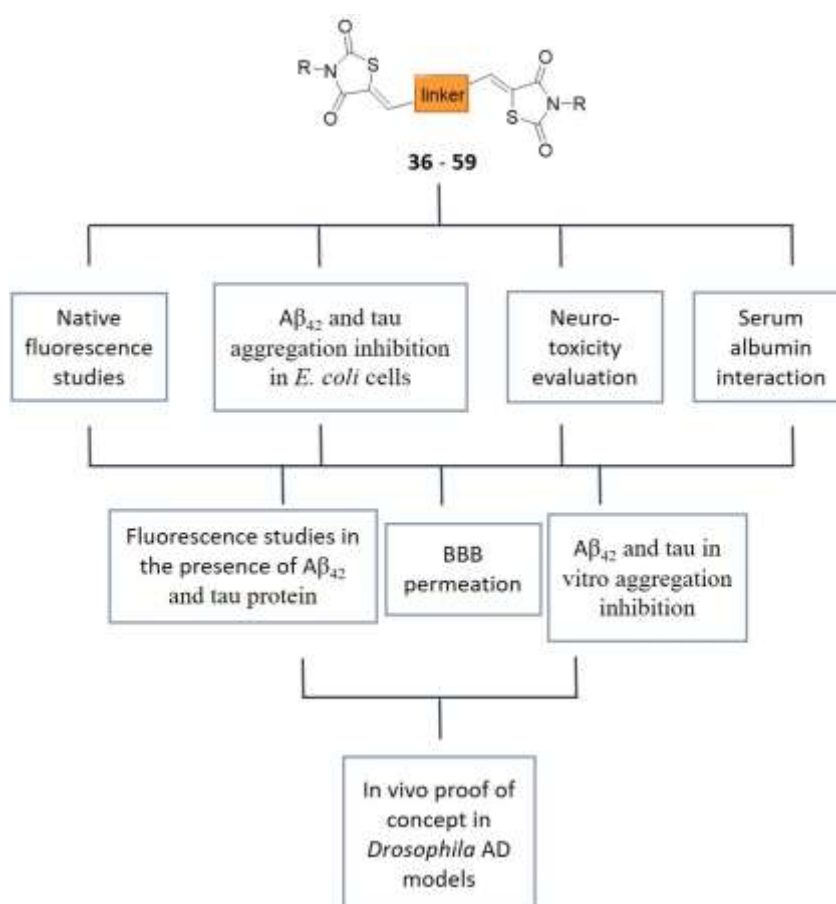 O
O
R
N
S
S
O
linker
O
N
R
O
O
36 - 59
Native
fluorescence
studies
Aβ₄₂ and tau
aggregation inhibition
in E. coli cells
Neuro-
toxicity
evaluation
Serum
albumin
interaction
Fluorescence studies in
the presence of Aβ₄₂
and tau protein
BBB
permeation
Aβ₄₂ and tau in
vitro aggregation
inhibition
In vivo proof of
concept in
Drosophila AD
models